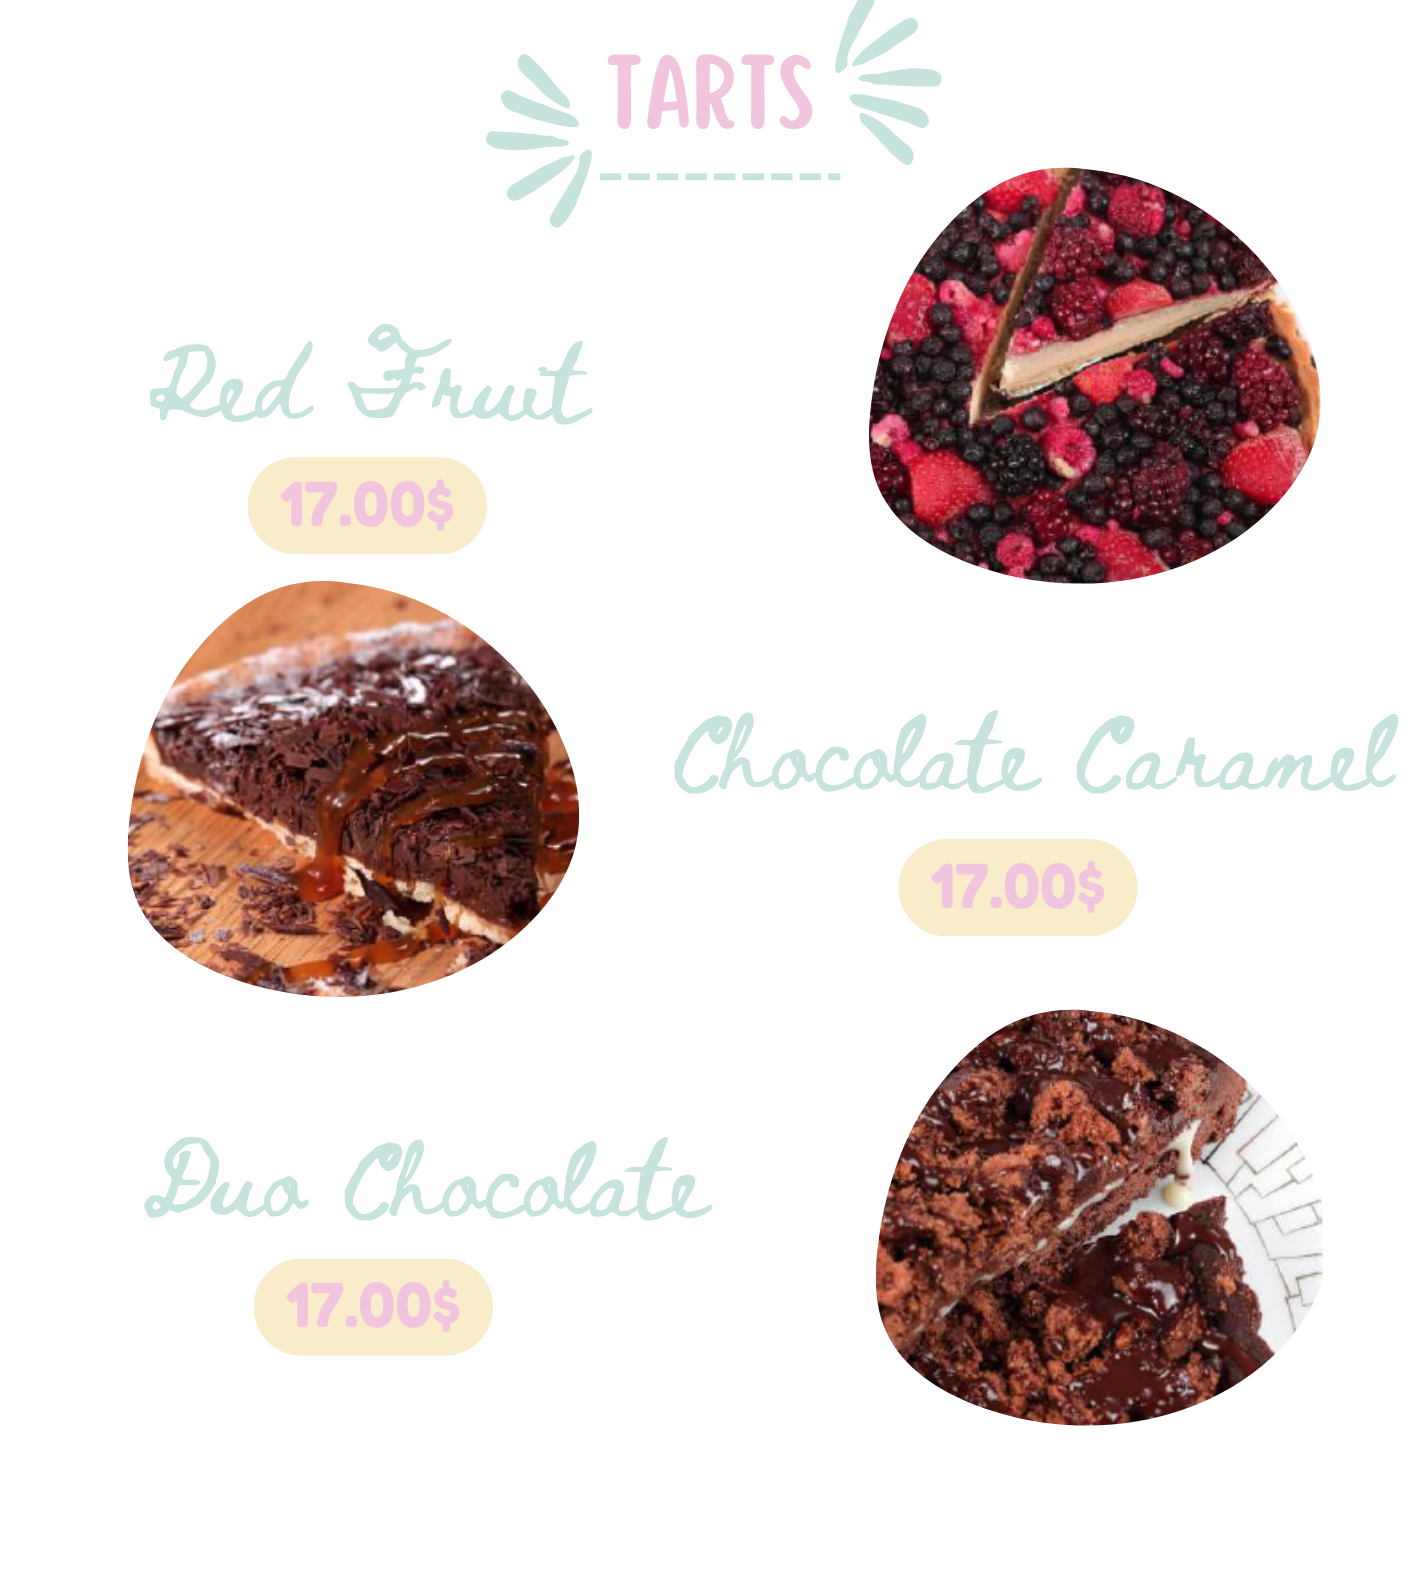 TARTS
Red Fruit
17.00$
Chocolate Caramel
17.00$
Duo Chocolate
17.00$